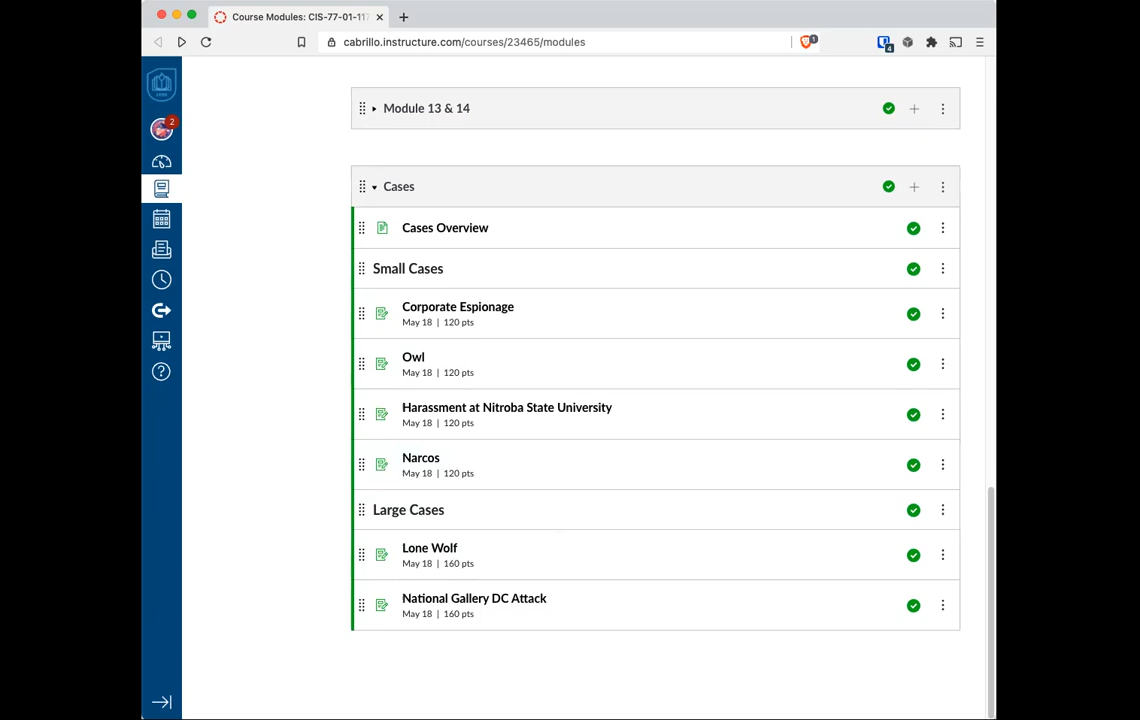 Course Modules: CIS-77-01-117
cabrillo.instructure.com/courses/23465/modules
1
4
2
Module 13 & 14
Cases
Cases Overview
Small Cases
Corporate Espionage
May 18 | 120 pts
Owl
May 18 | 120 pts
Harassment at Nitroba State University
May 18 | 120 pts
Narcos
May 18 | 120 pts
Large Cases
Lone Wolf
May 18 | 160 pts
National Gallery DC Attack
May 18 | 160 pts